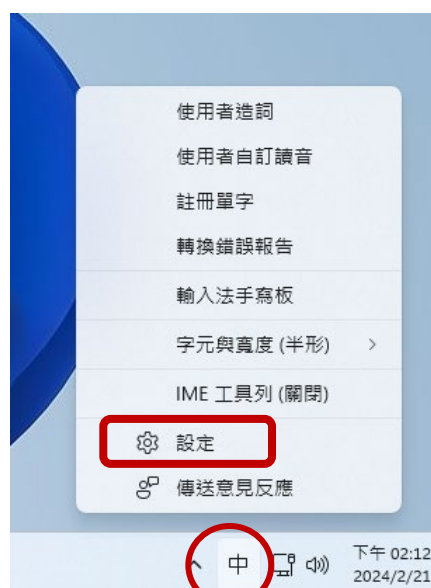 使用者造詞
使用者自訂讀音
註冊單字
轉換錯誤報告
輸入法手寫板
字元與寬度 (半形)
IME 工具列 (關閉)
設定
傳送意見反應
中
下午 02:12
2024/2/21